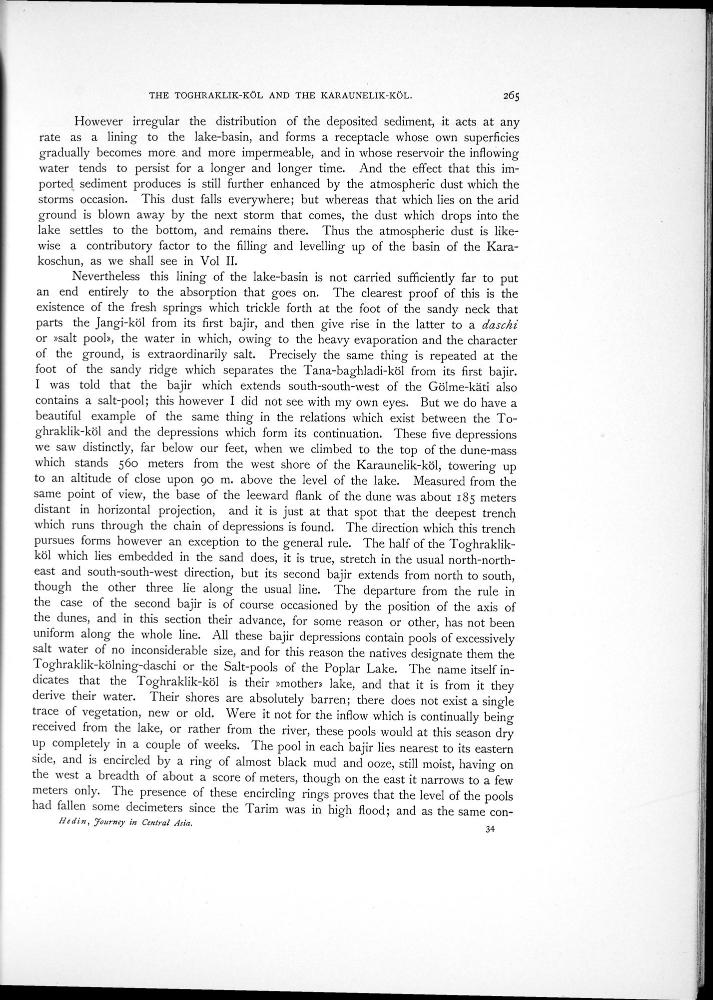 THE TOGHRAKLIK-KÖL AND THE KARAUNELIK-KÖL. 265
However irregular the distribution of the deposited sediment, it acts at any
rate as a lining to the lake-basin, and forms a receptacle whose own superficies
gradually becomes more and more impermeable, and in whose reservoir the inflowing
water tends to persist for a longer and longer time. And the effect that this im-
ported sediment produces is still further enhanced by the atmospheric dust which the
storms occasion. This dust falls everywhere; but whereas that which lies on the arid
ground is blown away by the next storm that comes, the dust which drops into the
lake settles to the bottom, and remains there. Thus the atmospheric dust is like-
wise a contributory factor to the filling and levelling up of the basin of the Kara-
koschun, as we shall see in Vol II.
Nevertheless this lining of the lake-basin is not carried sufficiently far to put
an end entirely to the absorption that goes on. The clearest proof of this is the
existence of the fresh springs which trickle forth at the foot of the sandy neck that
parts the Jangi-köl from its first bajir, and then give rise in the latter to a daschi
or »salt pool», the water in which, owing to the heavy evaporation and the character
of the ground, is extraordinarily salt. Precisely the same thing is repeated at the
foot of the sandy ridge which separates the Tana-baghladi-köl from its first bajir.
I was told that the bajir which extends south-south-west of the Gölme-käti also
contains a salt-pool; this however I did not see with my own eyes. But we do have a
beautiful example of the same thing in the relations which exist between the To-
ghraklik-köl and the depressions which form its continuation. These five depressions
we saw distinctly, far below our feet, when we climbed to the top of the dune-mass
which stands 560 meters from the west shore of the Karaunelik-köl, towering up
to an altitude of close upon 90 m. above the level of the lake. Measured from the
same point of view, the base of the leeward flank of the dune was about 185 meters
distant in horizontal projection, and it is just at that spot that the deepest trench
which runs through the chain of depressions is found. The direction which this trench
pursues forms however an exception to the general rule. The half of the Toghraklik-
köl which lies embedded in the sand does, it is true, stretch in the usual north-north-
east and south-south-west direction, but its second bajir extends from north to south,
though the other three lie along the usual line. The departure from the rule in
the case of the second bajir is of course occasioned by the position of the axis of
the dunes, and in this section their advance, for some reason or other, has not been
uniform along the whole line. All these bajir depressions contain pools of excessively
salt water of no inconsiderable size, and for this reason the natives designate them the
Toghraklik-kölning-daschi or the Salt-pools of the Poplar Lake. The name itself in-
dicates that the Toghraklik-köl is their »mother» lake, and that it is from it they
derive their water. Their shores are absolutely barren; there does not exist a single
trace of vegetation, new or old. Were it not for the inflow which is continually being
received from the lake, or rather from the river, these pools would at this season dry
up completely in a couple of weeks. The pool in each bajir lies nearest to its eastern
side, and is encircled by a ring of almost black mud and ooze, still moist, having on
the west a breadth of about a score of meters, though on the east it narrows to a few
meters only. The presence of these encircling rings proves that the level of the pools
had fallen some decimeters since the Tarim was in high flood; and as the same con-
Hedin, Journey in Central Asia. 34